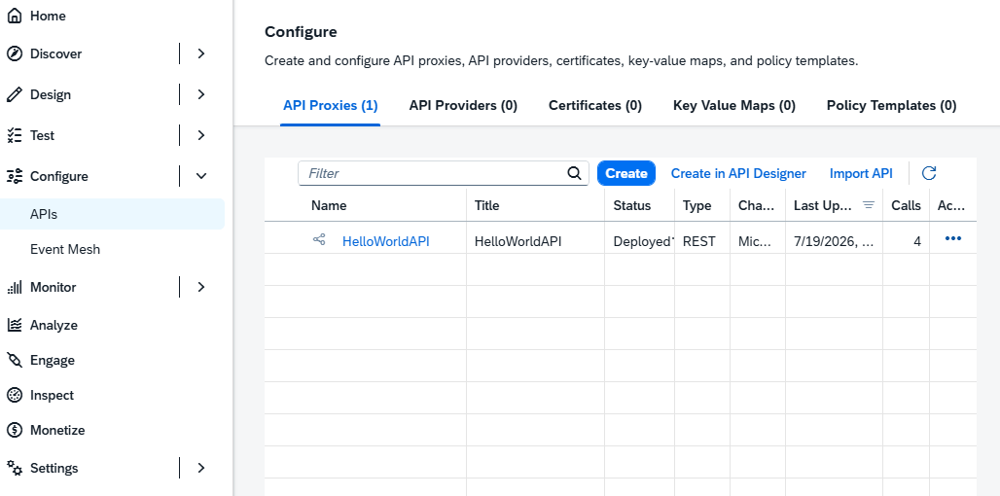 Home
Discover
Design
Test
Configure
APIs
Event Mesh
Monitor
Analyze
Engage
Inspect
Monetize
Settings
Configure
Create and configure API proxies, API providers, certificates, key-value maps, and policy templates.
API Proxies (1) API Providers (0) Certificates (0) Key Value Maps (0) Policy Templates (0)
Filter Create Create in API Designer Import API
Name Title Status Type Cha... Last Up... Calls Ac...
HelloWorldAPI HelloWorldAPI Deployed REST Mic... 7/19/2026, ... 4